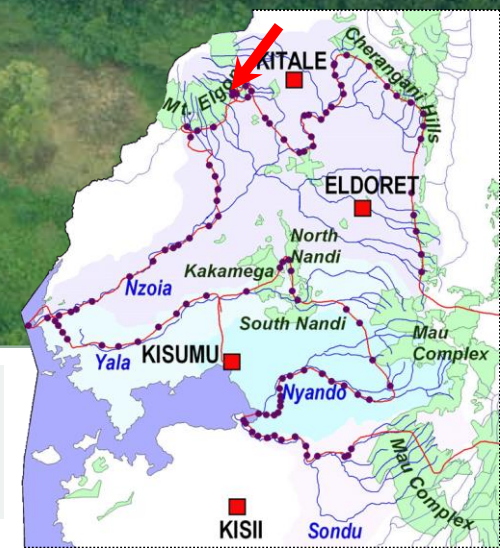 KITALE
Mt. Elgon
Cherangani Hills
ELDORET
North
Nandi
Kakamega
Nzoia
South Nandi
Mau
Complex
Yala
KISUMU
Nyando
Mau
Complex
KISII
Sondu